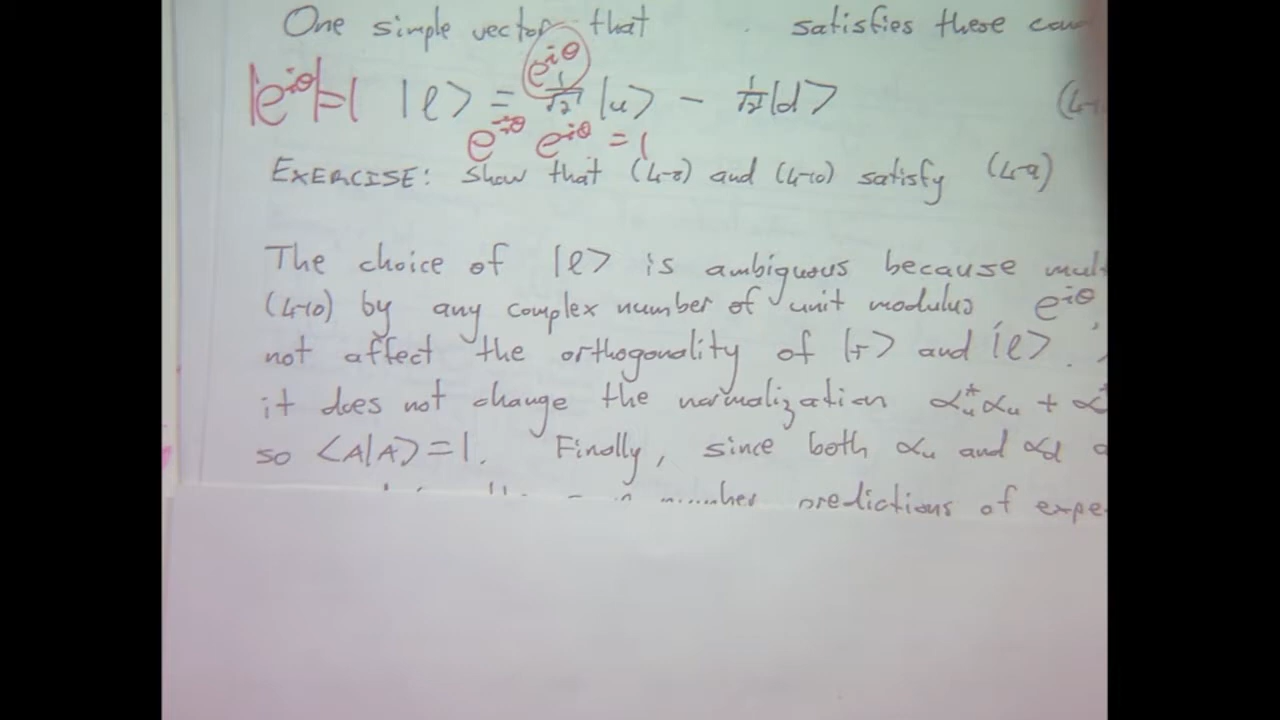 One simple vector that satisfies these
e^{iθ}
|e^{iθ}|=1 |l> = 1/√2 |u> - 1/√2 |d> (4-
e^{-iθ} e^{iθ} = 1
EXERCISE: Show that (4-8) and (4-10) satisfy (4-9)
The choice of |l> is ambiguous because
(4-10) by any complex number of unit modulus e^{iθ},
not affect the orthogonality of |r> and |l>.
it does not change the normalization α*_u α_u +
so <A|A> = 1. Finally, since both α_u and α_d
predictions of